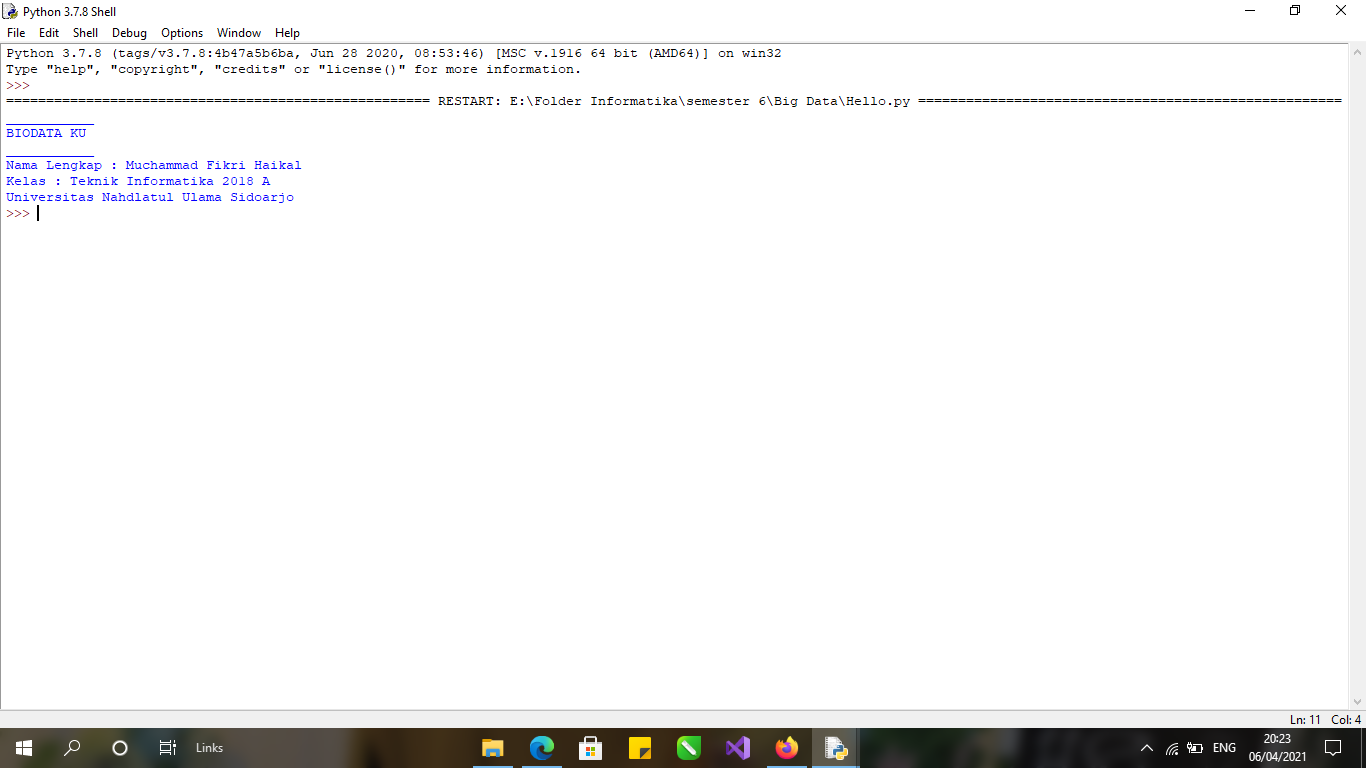 Python 3.7.8 Shell
File Edit Shell Debug Options Window Help
Python 3.7.8 (tags/v3.7.8:4b47a5b6ba, Jun 28 2020, 08:53:46) [MSC v.1916 64 bit (AMD64)] on win32
Type "help", "copyright", "credits" or "license()" for more information.
>>>
===================================================== RESTART: E:\Folder Informatika\semester 6\Big Data\Hello.py =====================================================
___________
BIODATA KU
___________
Nama Lengkap : Muchammad Fikri Haikal
Kelas : Teknik Informatika 2018 A
Universitas Nahdlatul Ulama Sidoarjo
>>>
Ln: 11 Col: 4
Links
ENG
20:23
06/04/2021